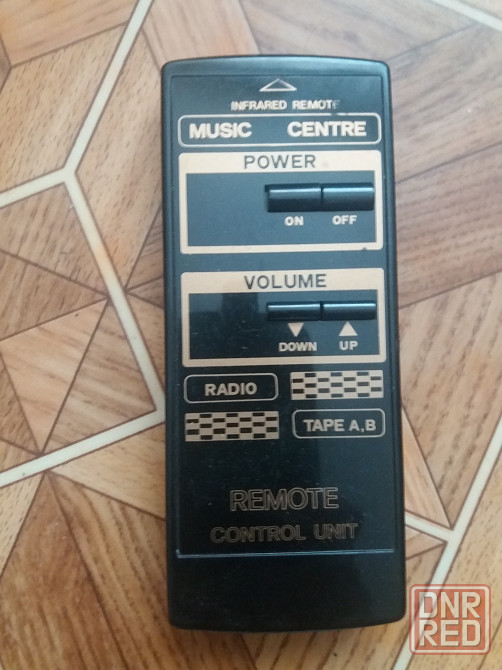 INFRARED REMOTE
MUSIC CENTRE
POWER
ON OFF
VOLUME
DOWN UP
RADIO
TAPE A,B
REMOTE
CONTROL UNIT
DNR
RED